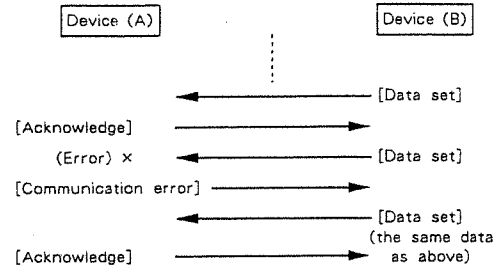 Device (A) Device (B)
[Data set]
[Acknowledge]
(Error) × [Data set]
[Communication error]
[Data set]
(the same data
[Acknowledge] as above)